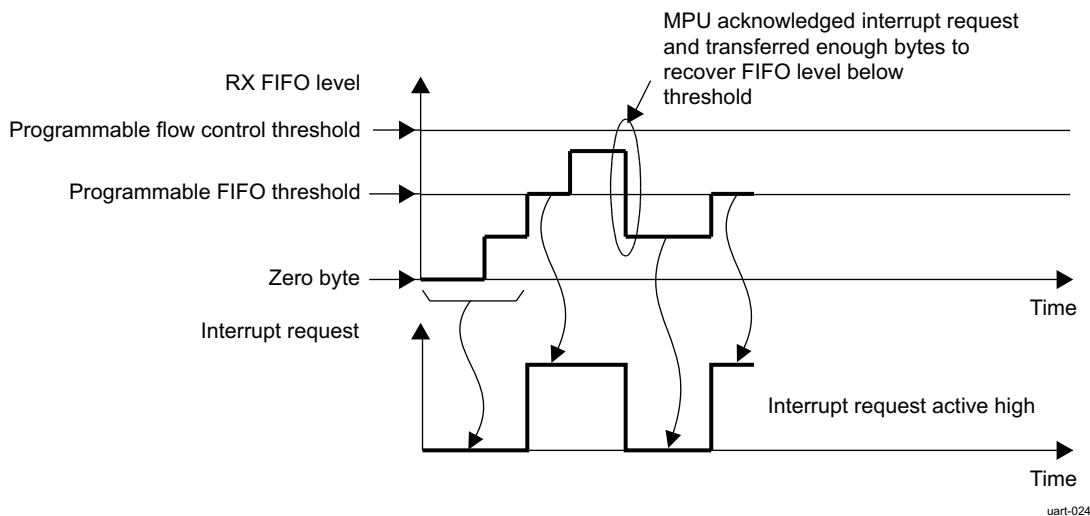 MPU acknowledged interrupt request
and transferred enough bytes to
recover FIFO level below
threshold
RX FIFO level
Programmable flow control threshold
Programmable FIFO threshold
Zero byte
Time
Interrupt request
Interrupt request active high
Time
uart-024